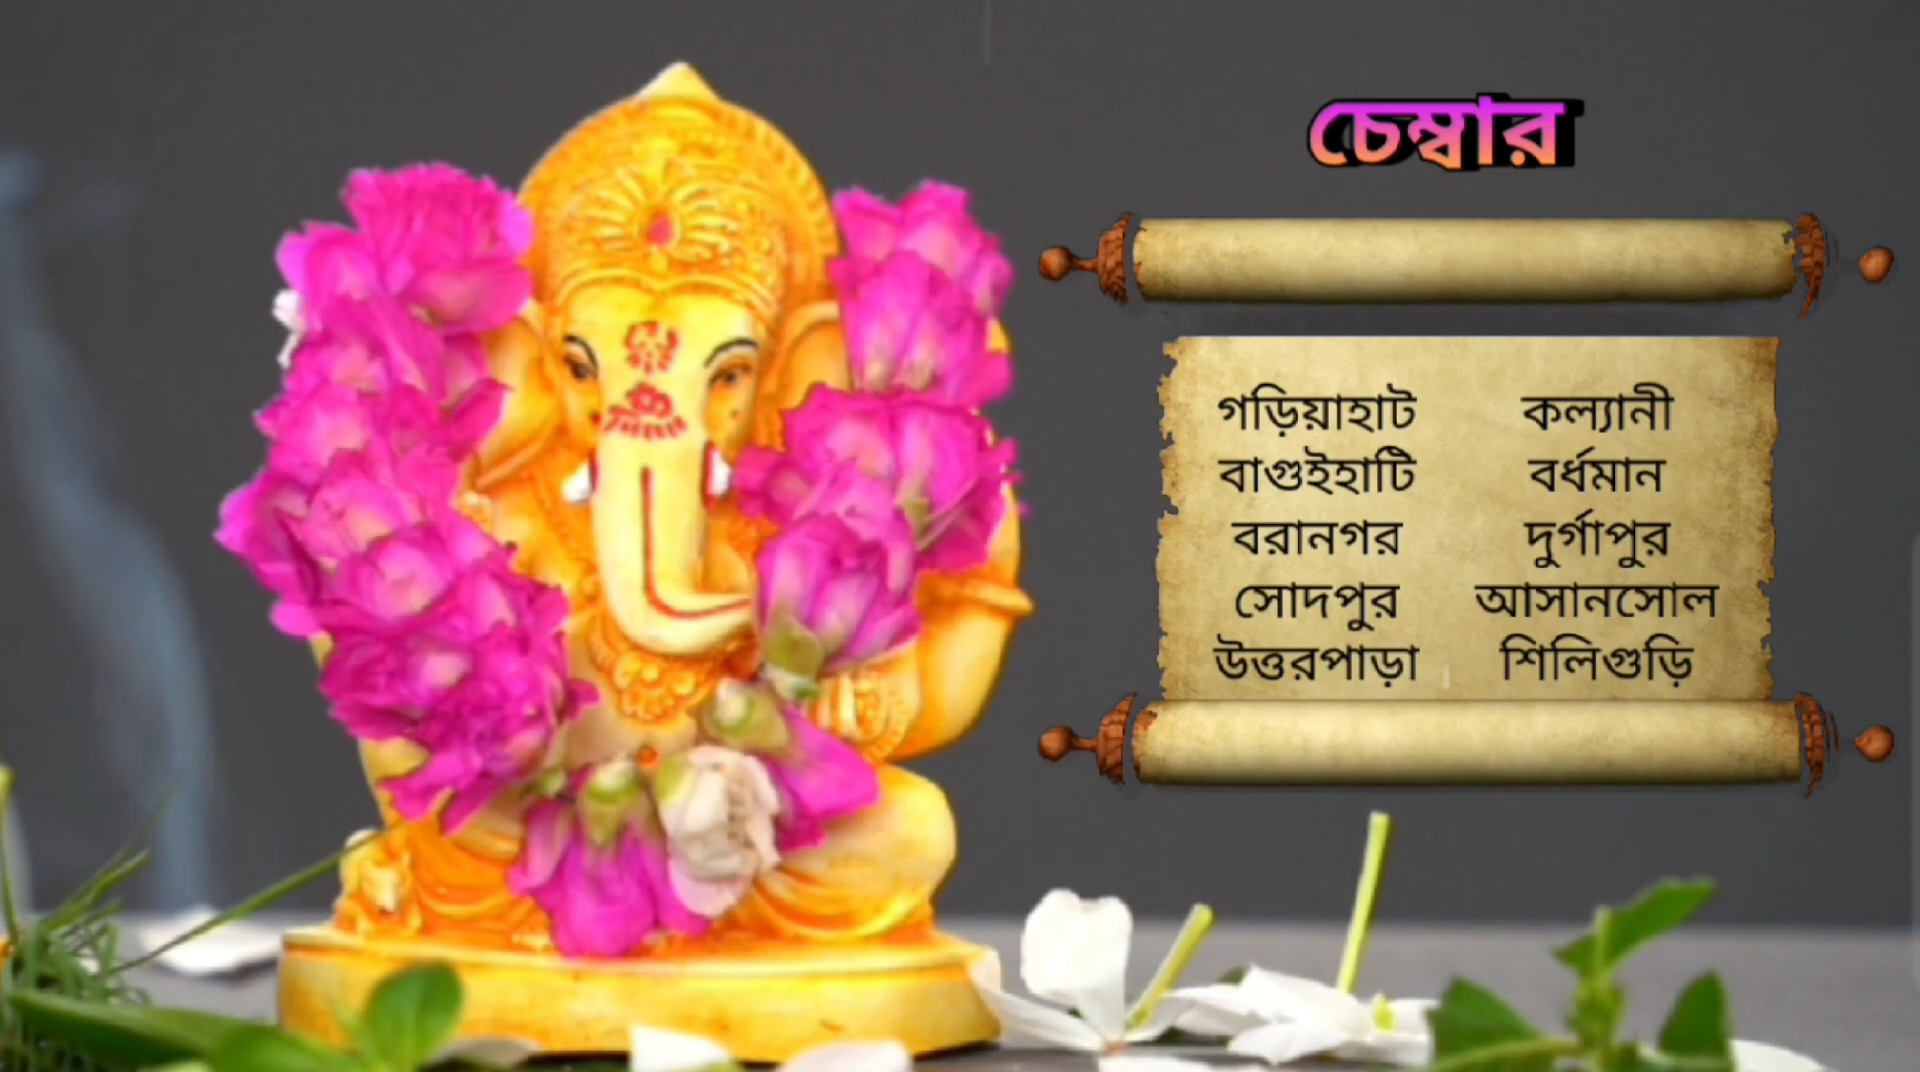 চেম্বার
গড়িয়াহাট কল্যানী
বাগুইহাটি বর্ধমান
বরানগর দুর্গাপুর
সোদপুর আসানসোল
উত্তরপাড়া শিলিগুড়ি